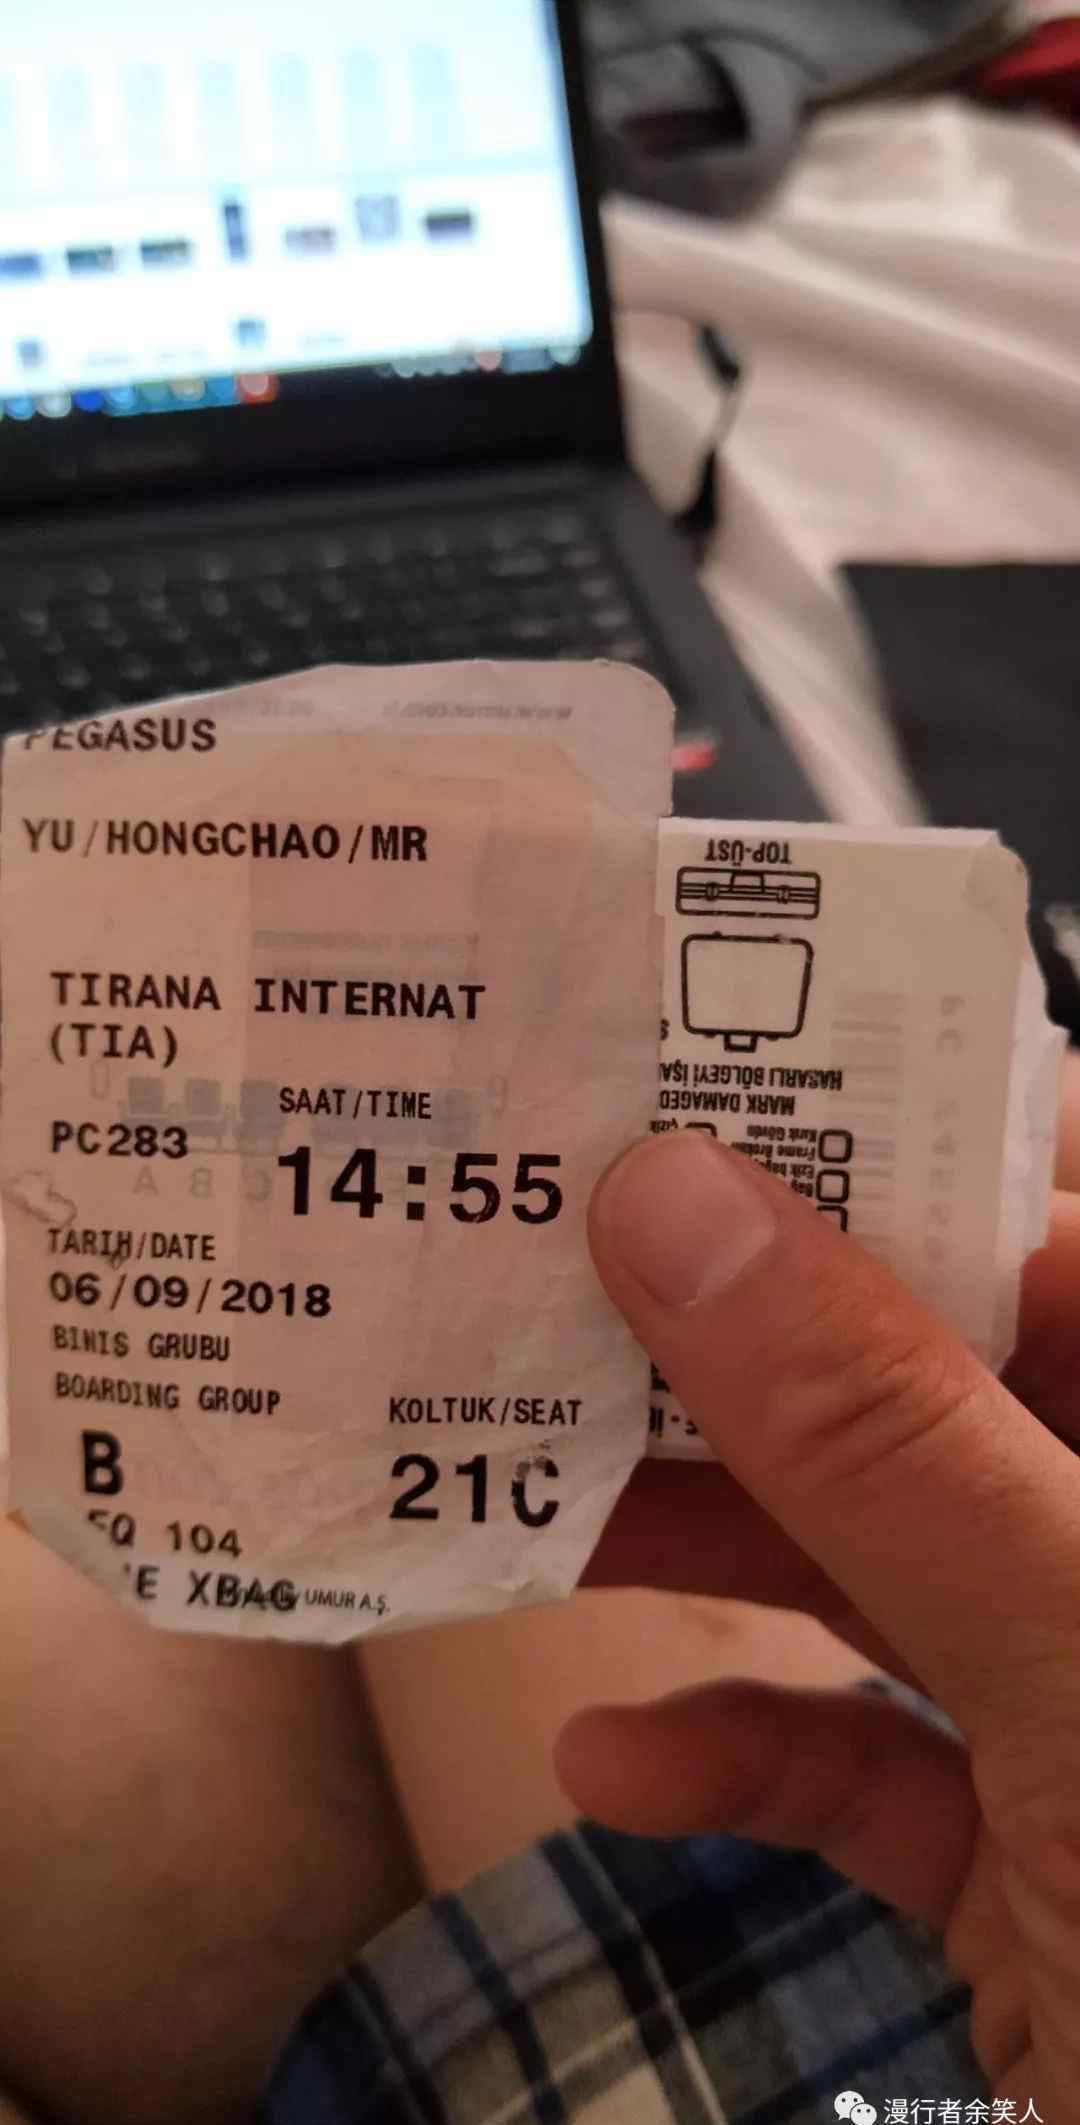 PEGASUS
YU/HONGCHAO/MR
TIRANA INTERNAT
(TIA)
SAAT/TIME
PC283
14:55
TARIH/DATE
06/09/2018
BINIS GRUBU
BOARDING GROUP
KOLTUK/SEAT
B
21C
104
XBAG
UMUR A.Ş.
TOP-ÜST
HASARLI BÖLGEYİ İŞA
MARK DAMAGED
A B C
漫行者余笑人